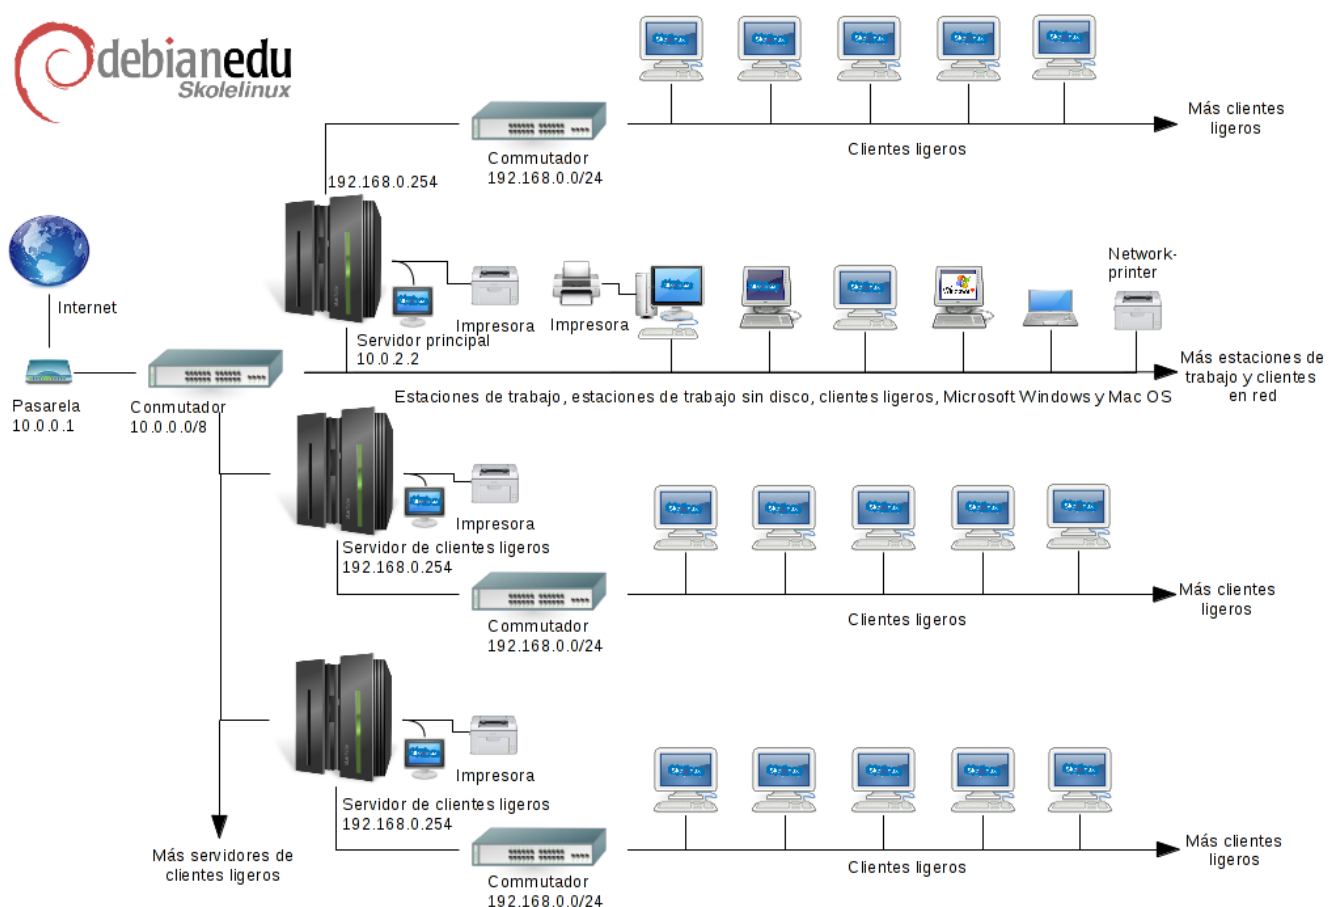 debianedu
Skolelinux
Más clientes
ligeros
Clientes ligeros
Commutador
192.168.0.0/24
192.168.0.254
Internet
Impresora
Impresora
Network-
printer
Servidor principal
10.0.2.2
Pasarela
10.0.0.1
Conmutador
10.0.0.0/8
Estaciones de trabajo, estaciones de trabajo sin disco, clientes ligeros, Microsoft Windows y Mac OS
Más estaciones de
trabajo y clientes
en red
Impresora
Servidor de clientes ligeros
192.168.0.254
Commutador
192.168.0.0/24
Clientes ligeros
Más clientes
ligeros
Impresora
Servidor de clientes ligeros
192.168.0.254
Commutador
192.168.0.0/24
Clientes ligeros
Más clientes
ligeros
Más servidores de
clientes ligeros